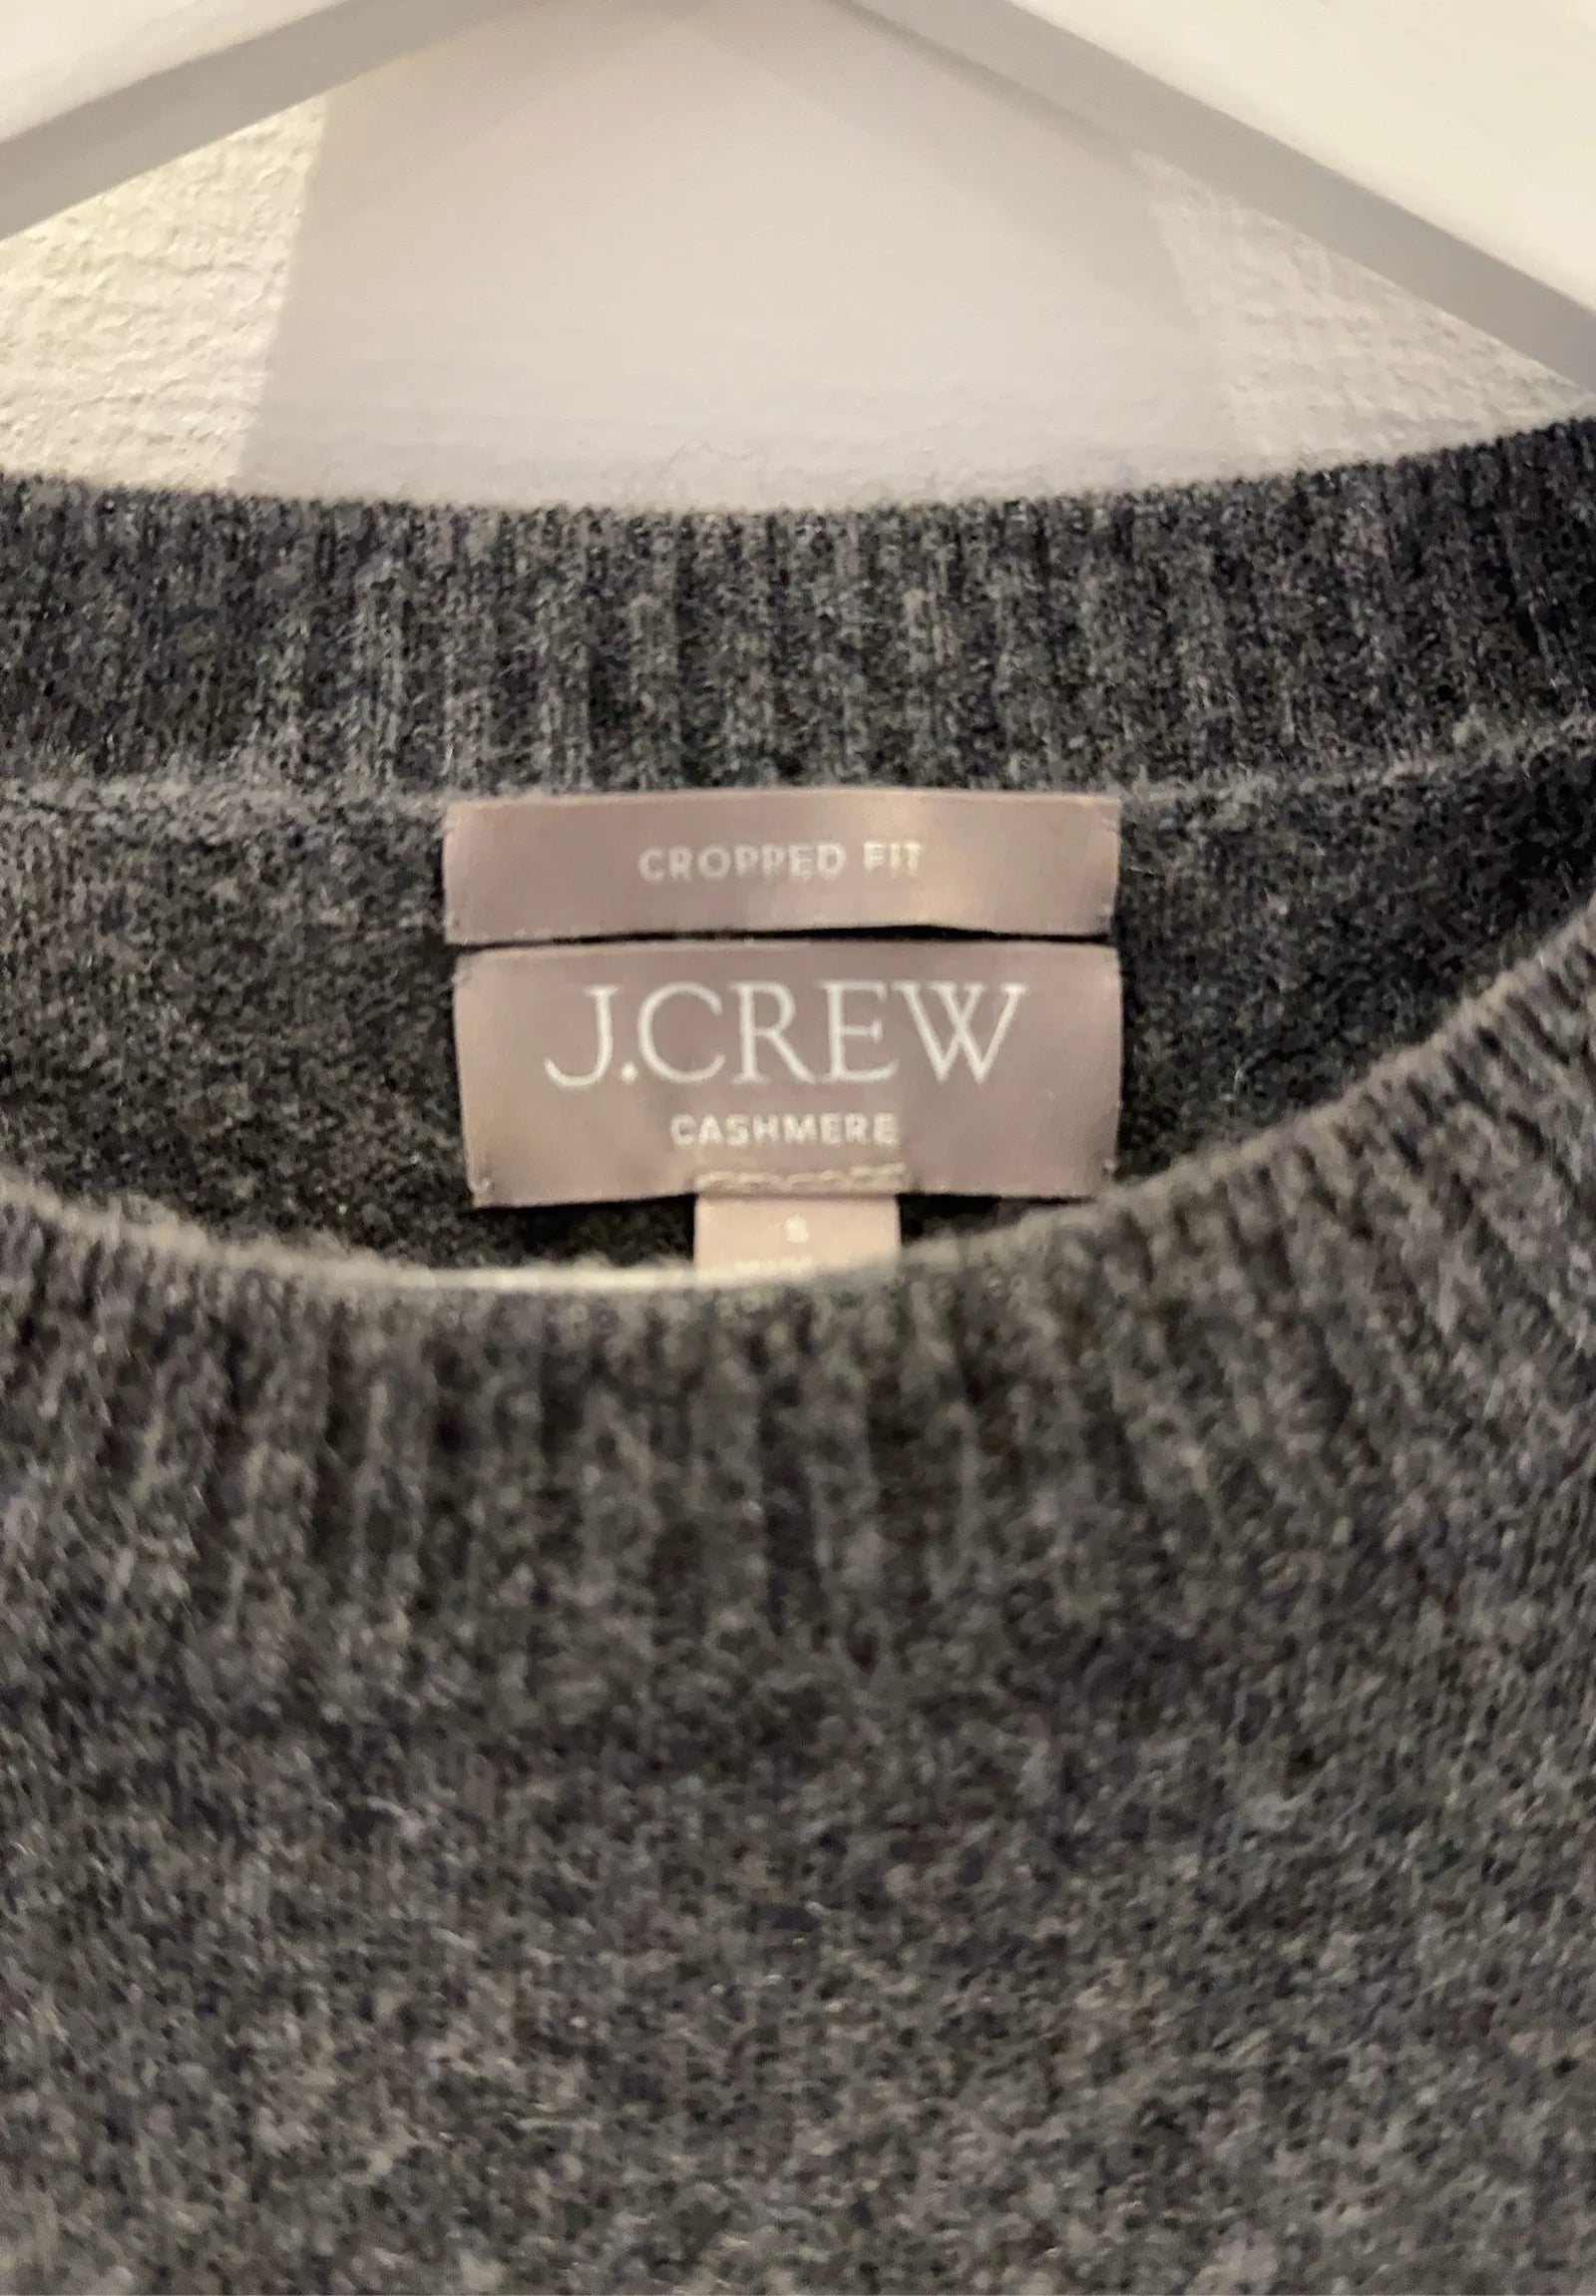 CROPPED FIT
J.CREW
CASHMERE
S